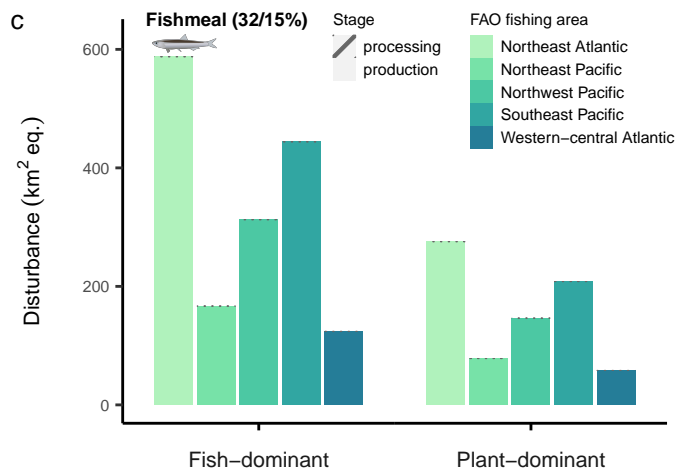 c
Fishmeal (32/15%)
Stage
processing
production
FAO fishing area
Northeast Atlantic
Northeast Pacific
Northwest Pacific
Southeast Pacific
Western−central Atlantic
Disturbance (km² eq.)
600
400
200
0
Fish−dominant
Plant−dominant